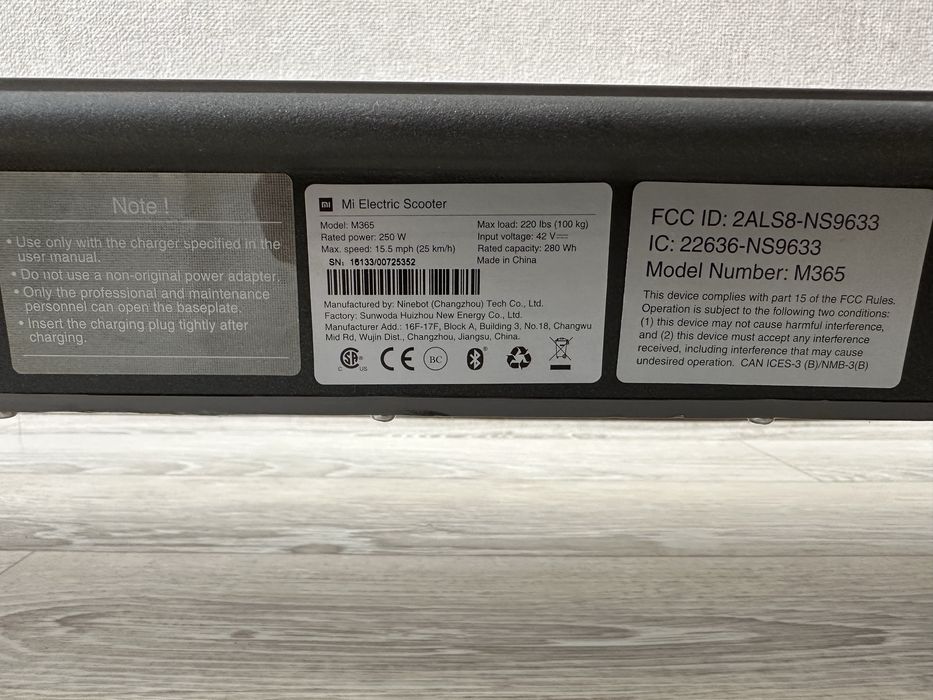 Note !
• Use only with the charger specified in the
user manual.
• Do not use a non-original power adapter.
• Only the professional and maintenance
personnel can open the baseplate.
• Insert the charging plug tightly after
charging.
mi Mi Electric Scooter
Model: M365
Rated power: 250 W
Max. speed: 15.5 mph (25 km/h)
SN: 16133/00725352
Max load: 220 lbs (100 kg)
Input voltage: 42 V
Rated capacity: 280 Wh
Made in China
Manufactured by: Ninebot (Changzhou) Tech Co., Ltd.
Factory: Sunwoda Huizhou New Energy Co., Ltd.
Manufacturer Add.: 16F-17F, Block A, Building 3, No.18, Changwu
Mid Rd, Wujin Dist., Changzhou, Jiangsu, China.
C SA US CE BC
FCC ID: 2ALS8-NS9633
IC: 22636-NS9633
Model Number: M365
This device complies with part 15 of the FCC Rules.
Operation is subject to the following two conditions:
(1) this device may not cause harmful interference,
and (2) this device must accept any interference
received, including interference that may cause
undesired operation. CAN ICES-3 (B)/NMB-3(B)